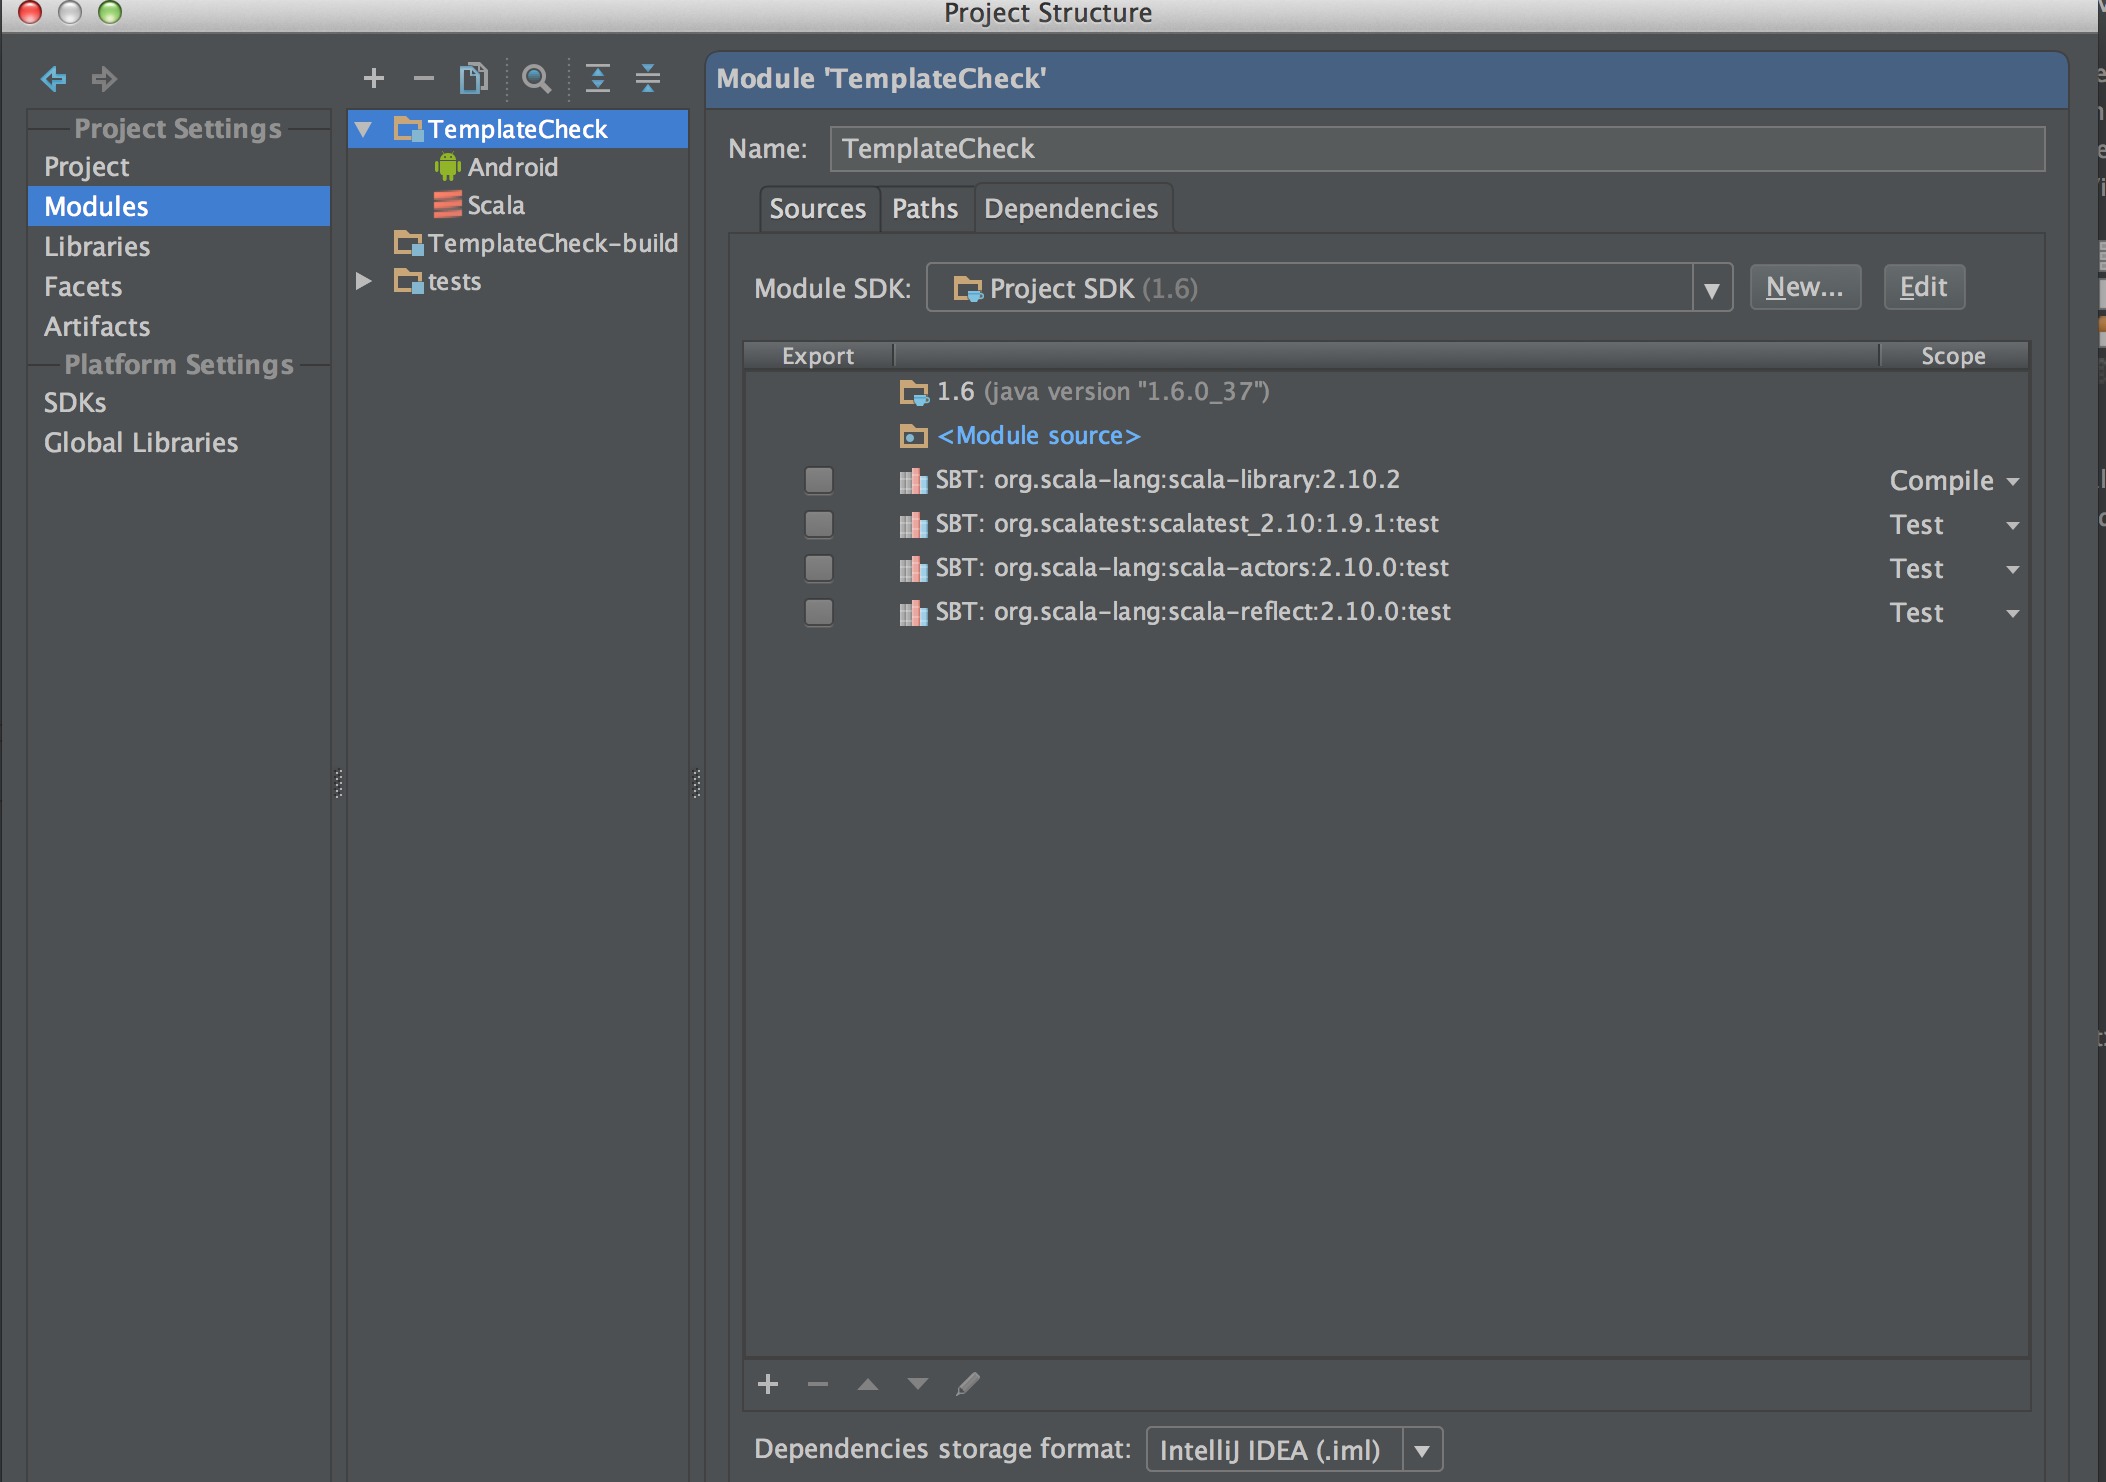 Project Structure
Project Settings
Project
Modules
Libraries
Facets
Artifacts
Platform Settings
SDKs
Global Libraries
TemplateCheck
Android
Scala
TemplateCheck-build
tests
Module 'TemplateCheck'
Name: TemplateCheck
Sources Paths Dependencies
Module SDK: Project SDK (1.6) New... Edit
Export Scope
1.6 (java version "1.6.0_37")
<Module source>
SBT: org.scala-lang:scala-library:2.10.2 Compile
SBT: org.scalatest:scalatest_2.10:1.9.1:test Test
SBT: org.scala-lang:scala-actors:2.10.0:test Test
SBT: org.scala-lang:scala-reflect:2.10.0:test Test
Dependencies storage format: IntelliJ IDEA (.iml)